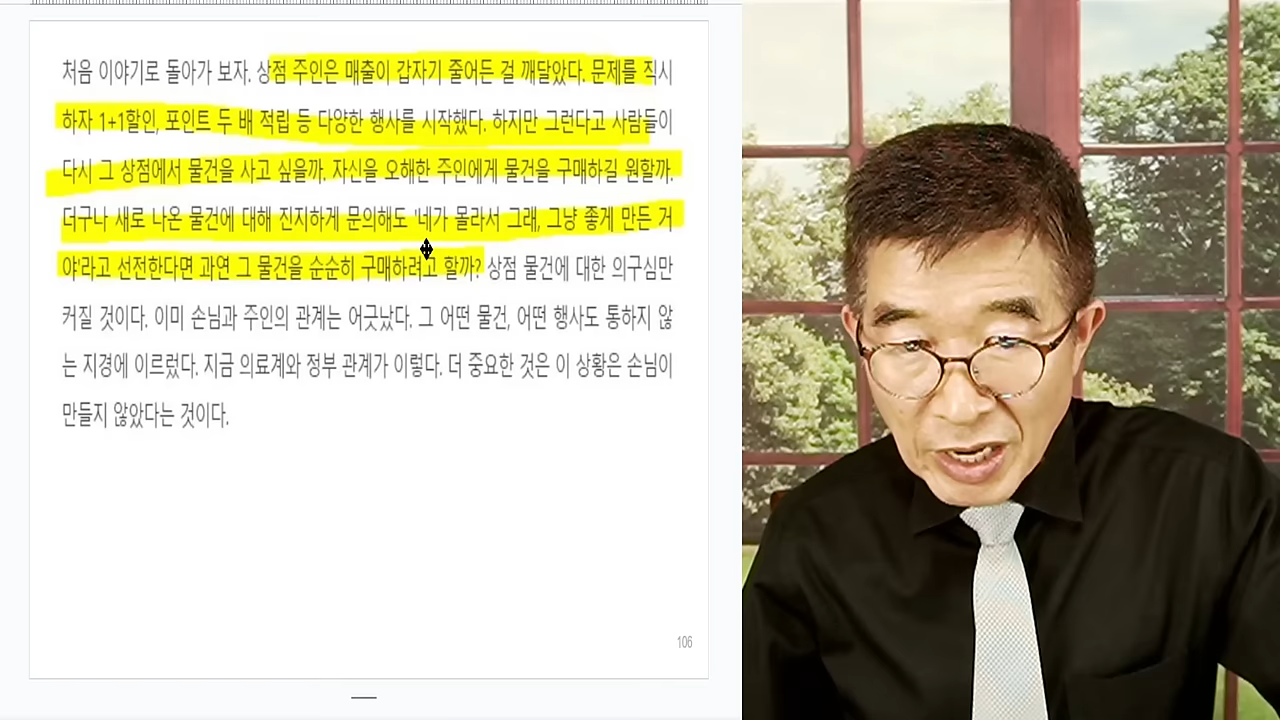 처음 이야기로 돌아가 보자. 상점 주인은 매출이 갑자기 줄어든 걸 깨달았다. 문제를 직시
하자 1+1할인, 포인트 두 배 적립 등 다양한 행사를 시작했다. 하지만 그런다고 사람들이
다시 그 상점에서 물건을 사고 싶을까. 자신을 오해한 주인에게 물건을 구매하길 원할까.
더구나 새로 나온 물건에 대해 진지하게 문의해도 '네가 몰라서 그래, 그냥 좋게 만든 거
야'라고 선전한다면 과연 그 물건을 순순히 구매하려고 할까? 상점 물건에 대한 의구심만
커질 것이다. 이미 손님과 주인의 관계는 어긋났다. 그 어떤 물건, 어떤 행사도 통하지 않
는 지경에 이르렀다. 지금 의료계와 정부 관계가 이렇다. 더 중요한 것은 이 상황은 손님이
만들지 않았다는 것이다.
106